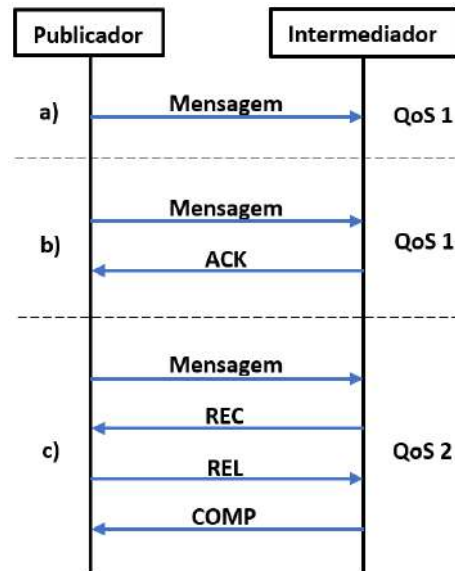 Publicador Intermediador
a) Mensagem QoS 1
b) Mensagem QoS 1
ACK
Mensagem
REC
c) REL QoS 2
COMP